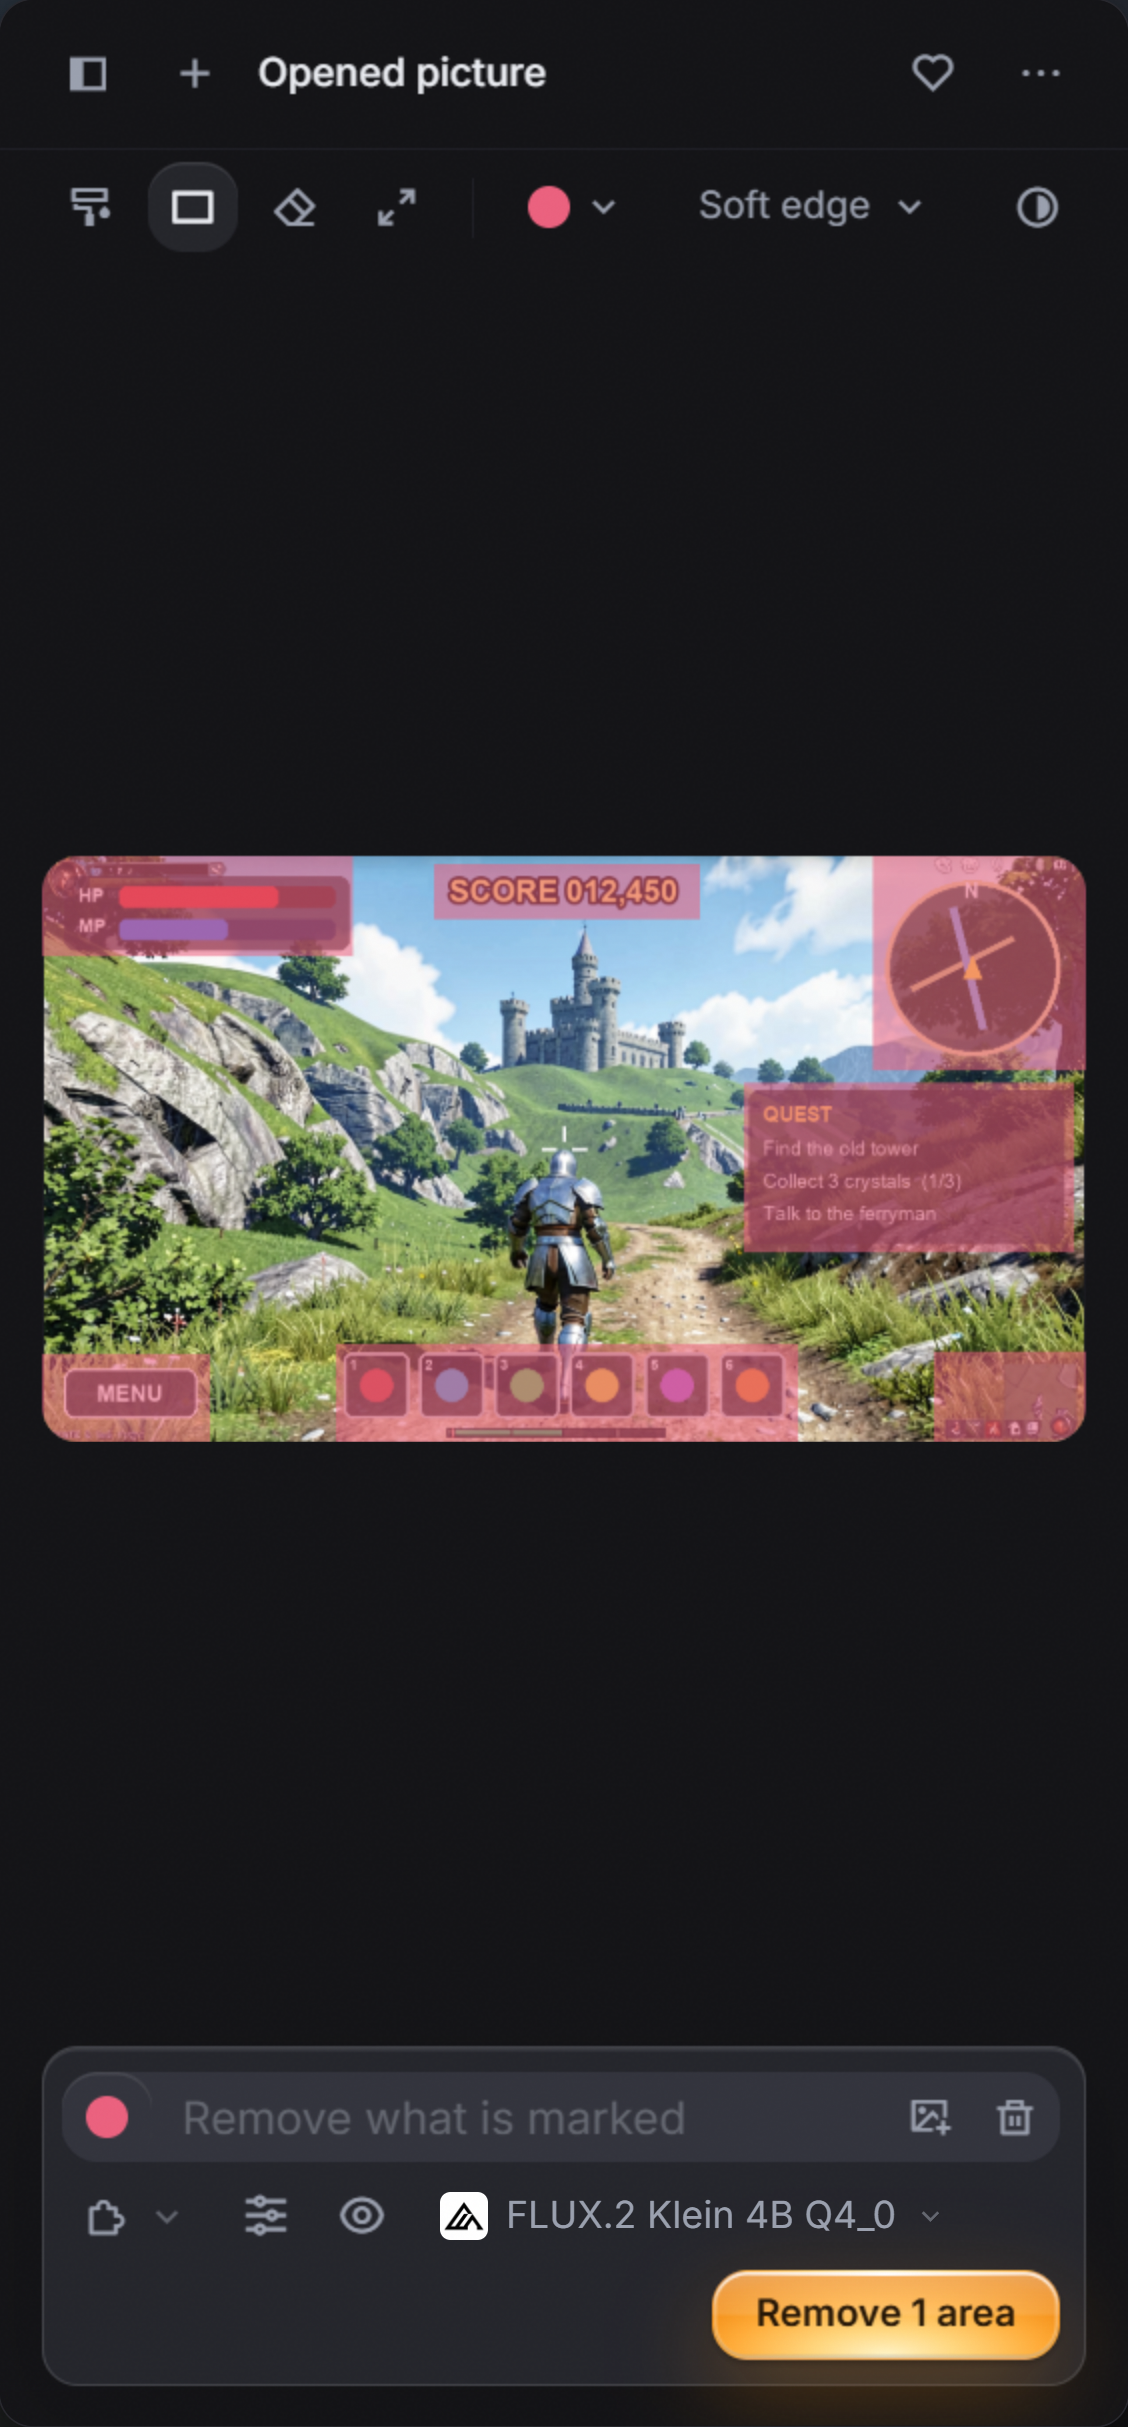 Opened picture
Soft edge
HP
MP
SCORE 012,450
N
QUEST
Find the old tower
Collect 3 crystals (1/3)
Talk to the ferryman
MENU
1 2 3 4 5 6
Remove what is marked
FLUX.2 Klein 4B Q4_0
Remove 1 area